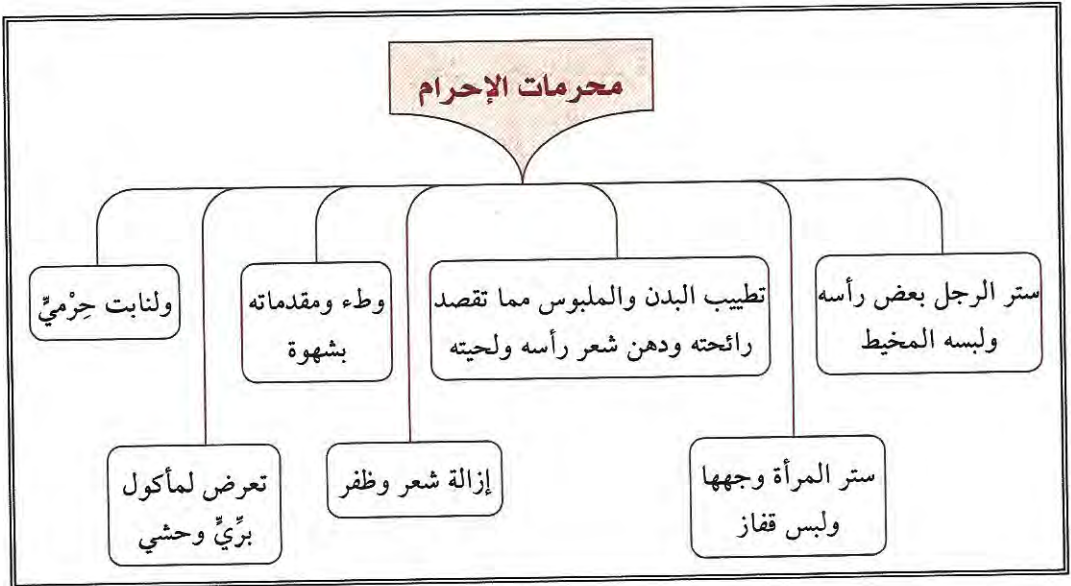 محرمات الإحرام
ستر الرجل بعض رأسه
ولبسه المخيط
ستر المرأة وجهها
ولبس قفاز
تطييب البدن والملبوس مما تقصد
رائحته ودهن شعر رأسه ولحيته
إزالة شعر وظفر
وطء ومقدماته
بشهوة
تعرض لمأكول
برِّيٍّ وحشي
ولنابت حِرْميٍّ